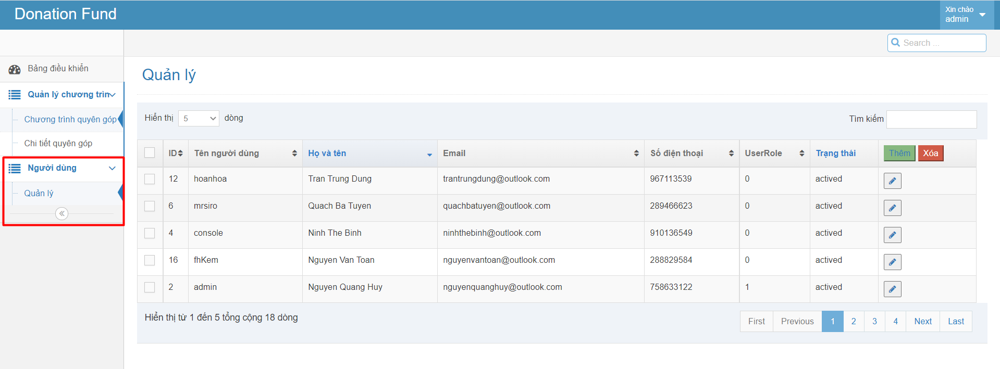 Donation Fund
Xin chào
admin
Search ...
Bảng điều khiển
Quản lý chương trìn
Chương trình quyên góp
Chi tiết quyên góp
Người dùng
Quản lý
Quản lý
Hiển thị 5 dòng
Tìm kiếm
ID Tên người dùng Họ và tên Email Số điện thoại UserRole Trạng thái Thêm Xóa
12 hoanhoa Tran Trung Dung trantrungdung@outlook.com 967113539 0 actived
6 mrsiro Quach Ba Tuyen quachbatuyen@outlook.com 289466623 0 actived
4 console Ninh The Binh ninhthebinh@outlook.com 910136549 0 actived
16 fhKem Nguyen Van Toan nguyenvantoan@outlook.com 288829584 0 actived
2 admin Nguyen Quang Huy nguyenquanghuy@outlook.com 758633122 1 actived
Hiển thị từ 1 đến 5 tổng cộng 18 dòng
First Previous 1 2 3 4 Next Last